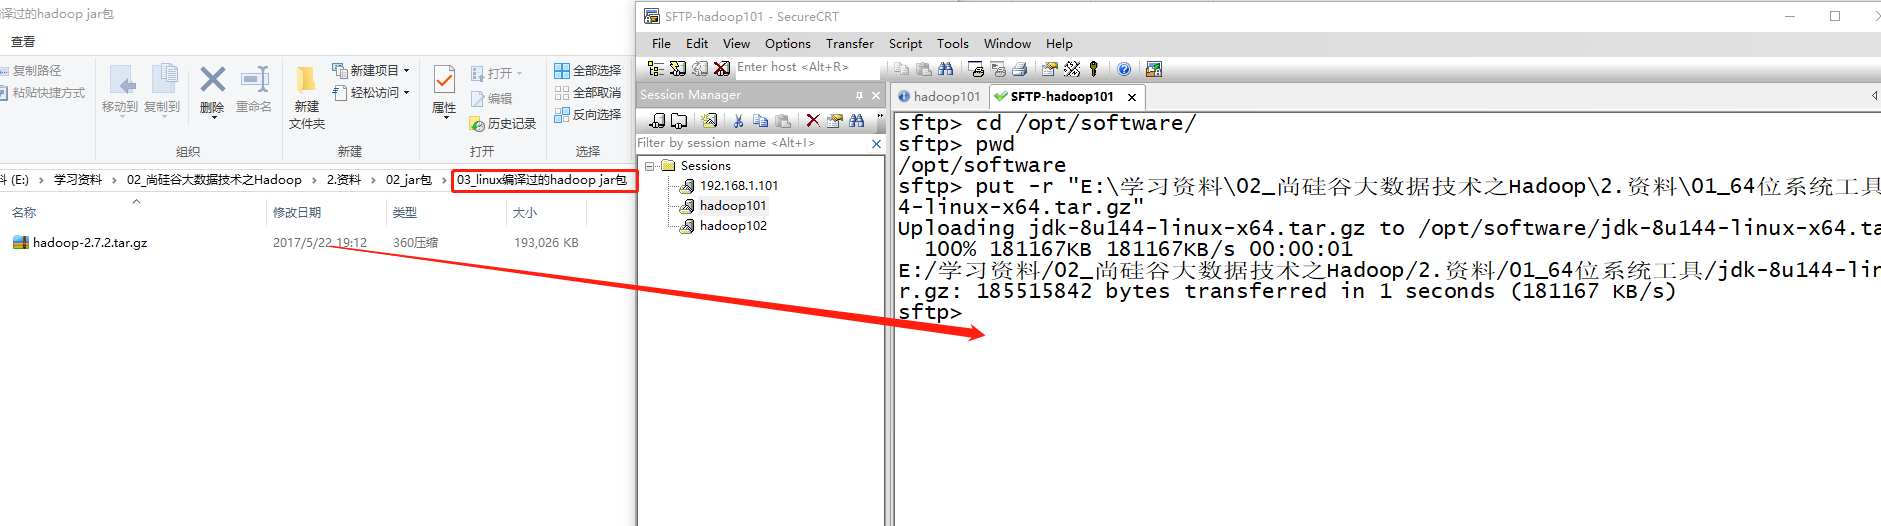 编译过的hadoop jar包
查看
复制路径
粘贴快捷方式
移动到
复制到
删除
重命名
新建
文件夹
新建项目
轻松访问
属性
打开
编辑
历史记录
全部选择
全部取消
反向选择
组织
新建
打开
选择
(E:) > 学习资料 > 02_尚硅谷大数据技术之Hadoop > 2.资料 > 02_jar包 > 03_linux编译过的hadoop jar包
名称 修改日期 类型 大小
hadoop-2.7.2.tar.gz 2017/5/22 19:12 360压缩 193,026 KB
SFTP-hadoop101 - SecureCRT
File Edit View Options Transfer Script Tools Window Help
Enter host <Alt+R>
Session Manager
Filter by session name <Alt+I>
Sessions
192.168.1.101
hadoop101
hadoop102
hadoop101 SFTP-hadoop101
sftp> cd /opt/software/
sftp> pwd
/opt/software
sftp> put -r "E:\学习资料\02_尚硅谷大数据技术之Hadoop\2.资料\01_64位系统工具
4-linux-x64.tar.gz"
Uploading jdk-8u144-linux-x64.tar.gz to /opt/software/jdk-8u144-linux-x64.ta
100% 181167KB 181167KB/s 00:00:01
E:/学习资料/02_尚硅谷大数据技术之Hadoop/2.资料/01_64位系统工具/jdk-8u144-lin
r.gz: 185515842 bytes transferred in 1 seconds (181167 KB/s)
sftp>